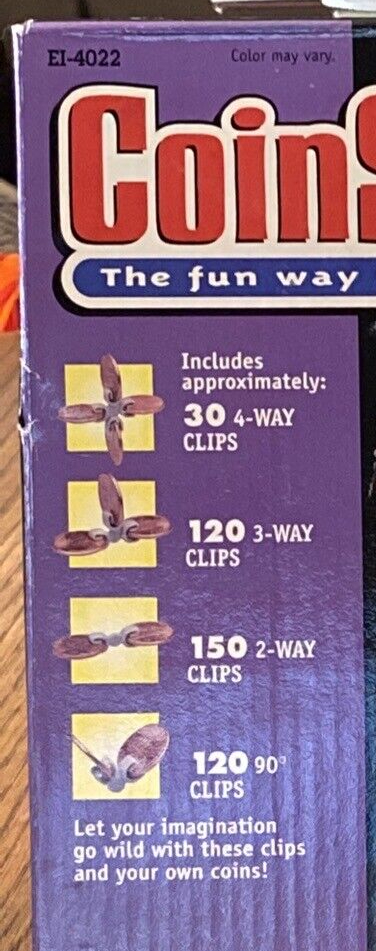 EI-4022
Color may vary.
Coin
The fun way
Includes
approximately:
30 4-WAY
CLIPS
120 3-WAY
CLIPS
150 2-WAY
CLIPS
120 90°
CLIPS
Let your imagination
go wild with these clips
and your own coins!